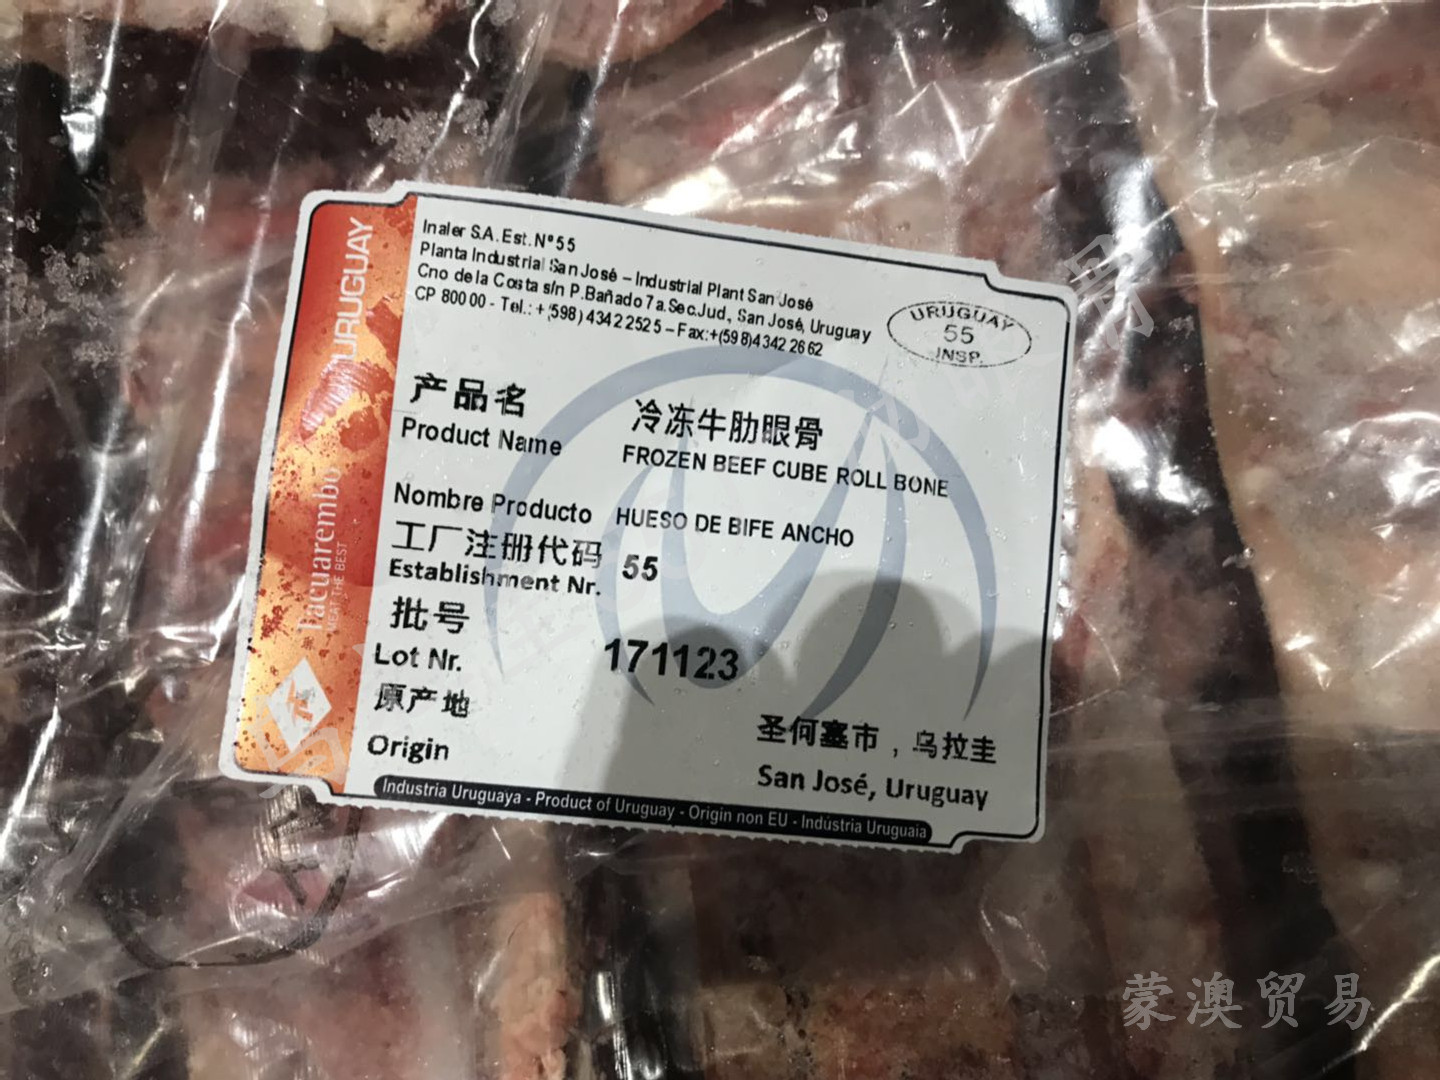 URUGUAY
Inaler S.A. Est. Nº 55
Planta Industrial San José – Industrial Plant San José
Cno de la Costa s/n P.Bañado 7a.Sec.Jud., San José, Uruguay
CP 80000 - Tel.: +(598) 4342 2525 – Fax:+(598)4342 2662
URUGUAY
55
INSP.
产品名 冷冻牛肋眼骨
Product Name FROZEN BEEF CUBE ROLL BONE
Nombre Producto HUESO DE BIFE ANCHO
工厂注册代码 55
Establishment Nr.
批号
Lot Nr. 171123
原产地 圣何塞市，乌拉圭
Origin San José, Uruguay
Industria Uruguaya - Product of Uruguay - Origin non EU - Indústria Uruguaia
Tacuarembo
MEAT THE BEST
蒙澳贸易